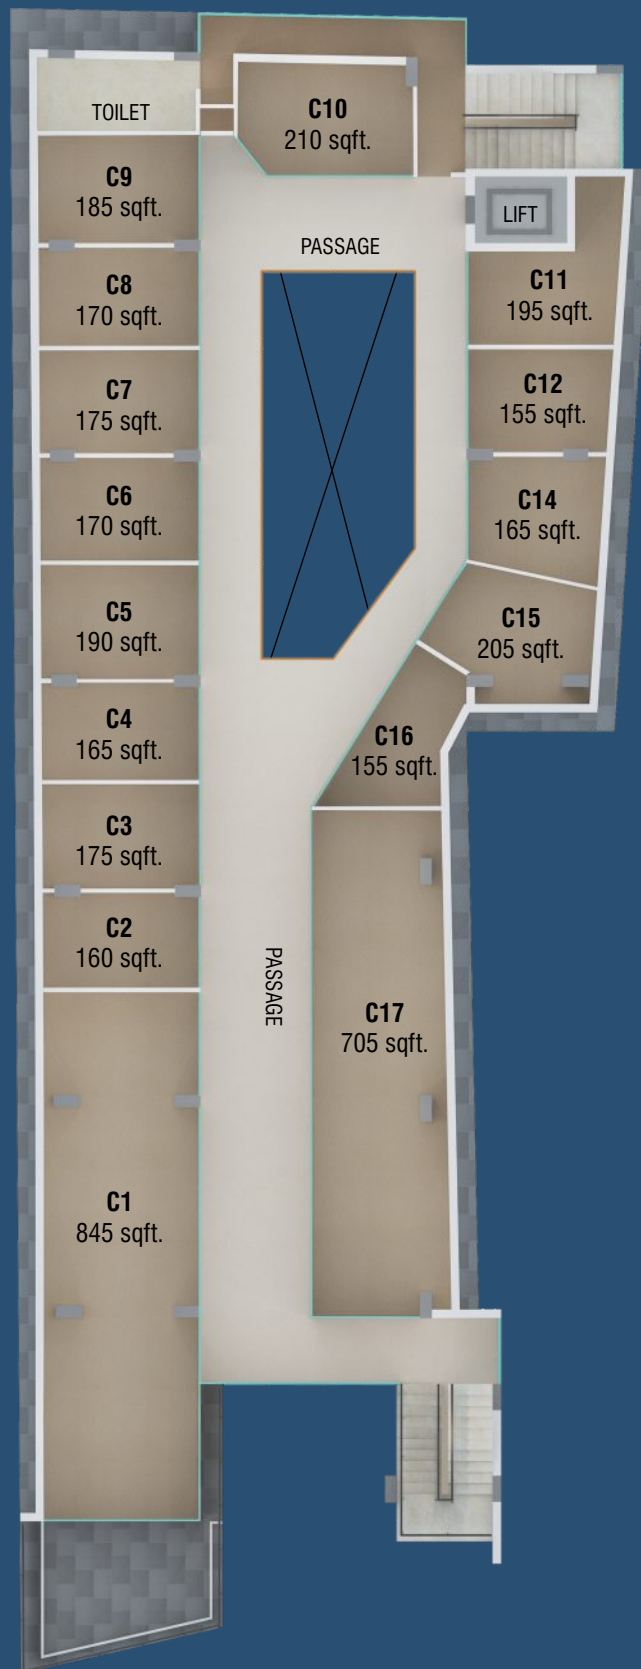 TOILET
C10
210 sqft.
C9
185 sqft.
LIFT
PASSAGE
C8
170 sqft.
C11
195 sqft.
C7
175 sqft.
C12
155 sqft.
C6
170 sqft.
C14
165 sqft.
C5
190 sqft.
C15
205 sqft.
C4
165 sqft.
C16
155 sqft.
C3
175 sqft.
C2
160 sqft.
PASSAGE
C17
705 sqft.
C1
845 sqft.